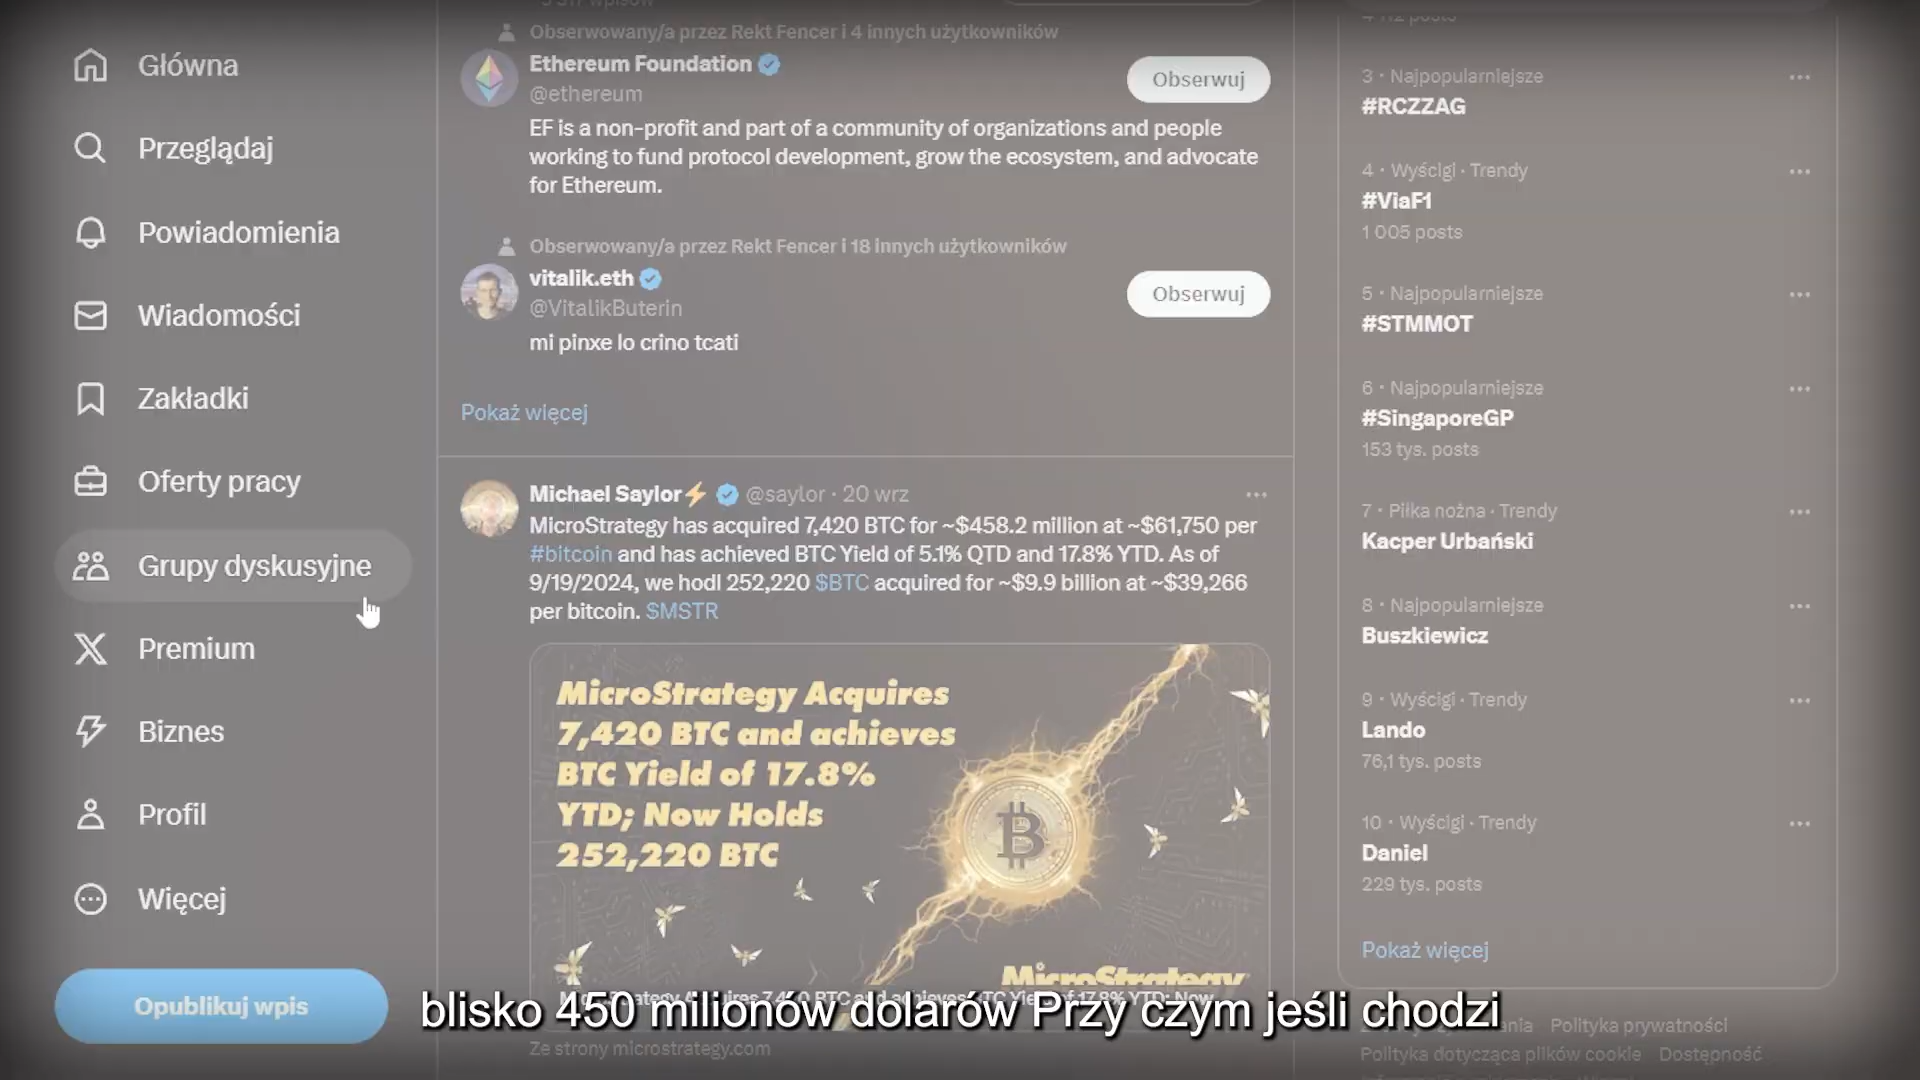 Główna
Przeglądaj
Powiadomienia
Wiadomości
Zakładki
Oferty pracy
Grupy dyskusyjne
Premium
Biznes
Profil
Więcej
Opublikuj wpis
Obserwowany/a przez Rekt Fencer i 4 innych użytkowników
Ethereum Foundation
@ethereum
Obserwuj
EF is a non-profit and part of a community of organizations and people
working to fund protocol development, grow the ecosystem, and advocate
for Ethereum.
Obserwowany/a przez Rekt Fencer i 18 innych użytkowników
vitalik.eth
@VitalikButerin
Obserwuj
mi pinxe lo crino tcati
Pokaż więcej
Michael Saylor⚡ @saylor · 20 wrz
MicroStrategy has acquired 7,420 BTC for ~$458.2 million at ~$61,750 per
#bitcoin and has achieved BTC Yield of 5.1% QTD and 17.8% YTD. As of
9/19/2024, we hodl 252,220 $BTC acquired for ~$9.9 billion at ~$39,266
per bitcoin. $MSTR
MicroStrategy Acquires
7,420 BTC and achieves
BTC Yield of 17.8%
YTD; Now Holds
252,220 BTC
MicroStrategy
Ze strony microstrategy.com
3 · Najpopularniejsze
#RCZZAG
4 · Wyścigi · Trendy
#ViaF1
1 005 posts
5 · Najpopularniejsze
#STMMOT
6 · Najpopularniejsze
#SingaporeGP
153 tys. posts
7 · Piłka nożna · Trendy
Kacper Urbański
8 · Najpopularniejsze
Buszkiewicz
9 · Wyścigi · Trendy
Lando
76,1 tys. posts
10 · Wyścigi · Trendy
Daniel
229 tys. posts
Pokaż więcej
Polityka prywatności
Polityka dotycząca plików cookie Dostępność
blisko 450 milionów dolarów Przy czym jeśli chodzi